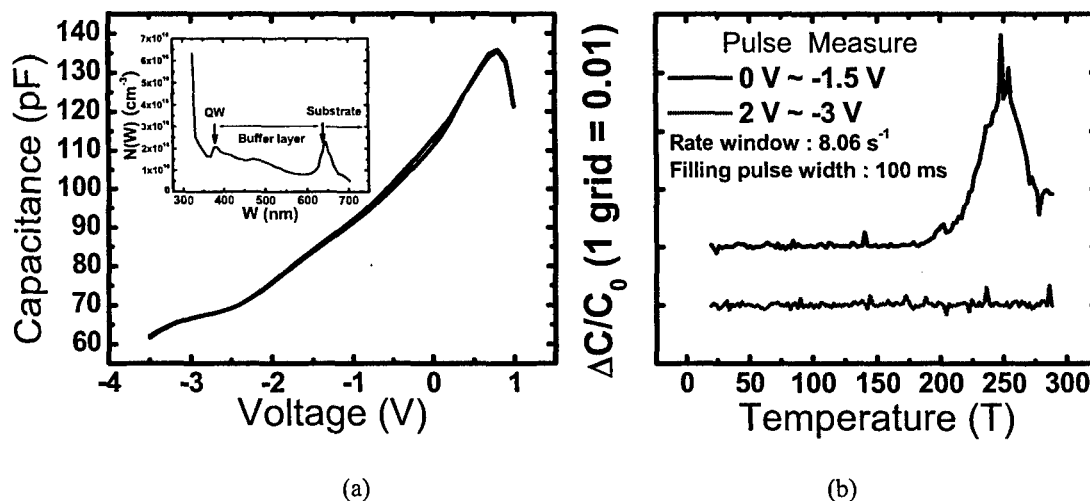 Capacitance (pF)
140
130
120
110
100
90
80
70
60
-4
-3
-2
-1
0
1
Voltage (V)
N(W) (cm⁻³)
QW
Buffer layer
Substrate
300
400
500
600
700
W (nm)
(a)
ΔC/C₀ (1 grid = 0.01)
Pulse Measure
0 V ~ -1.5 V
2 V ~ -3 V
Rate window : 8.06 s⁻¹
Filling pulse width : 100 ms
0
50
100
150
200
250
300
Temperature (T)
(b)